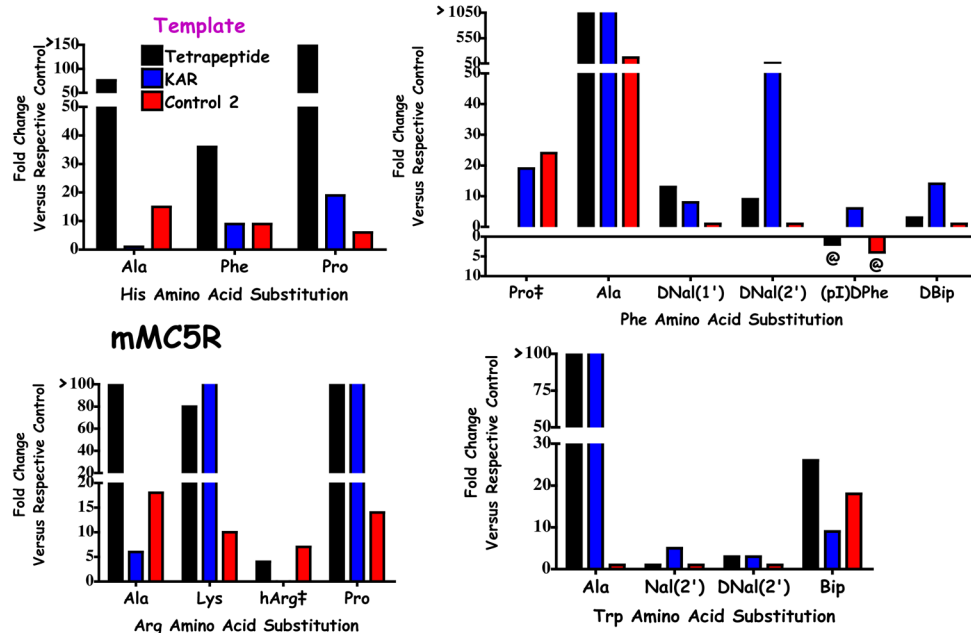 Template
Tetrapeptide
KAR
Control 2
Fold Change
Versus Respective Control
>150
100
50
50
40
30
20
10
0
Ala Phe Pro
His Amino Acid Substitution
Fold Change
Versus Respective Control
> 1050
550
50
50
40
30
20
10
0
0
5
10
@ @
Pro‡ Ala DNal(1') DNal(2') (pI)DPhe DBip
Phe Amino Acid Substitution
mMC5R
Fold Change
Versus Respective Control
> 100
80
60
40
20
20
15
10
5
0
Ala Lys hArg‡ Pro
Arg Amino Acid Substitution
Fold Change
Versus Respective Control
> 100
75
50
30
20
10
0
Ala Nal(2') DNal(2') Bip
Trp Amino Acid Substitution